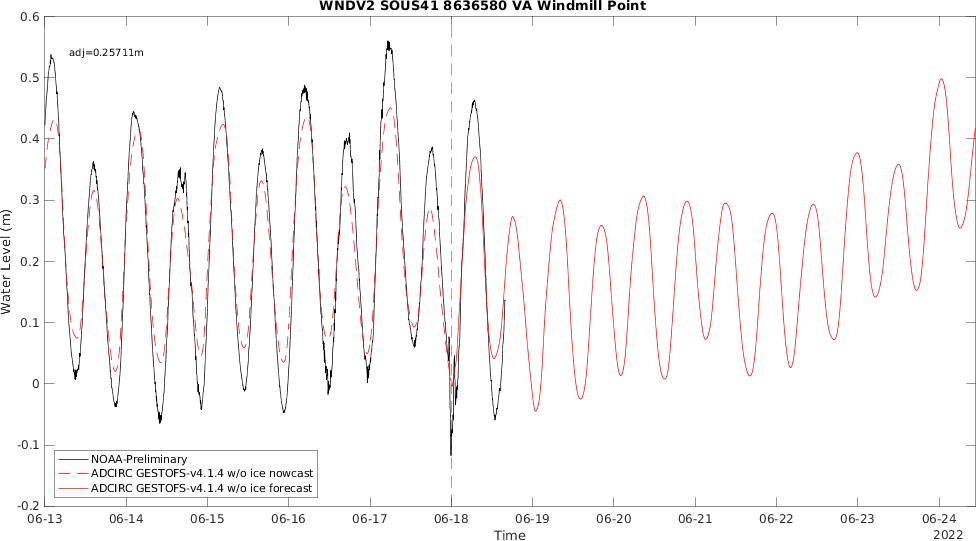 WNDV2 SOUS41 8636580 VA Windmill Point
0.6
adj=0.25711m
0.5
0.4
0.3
0.2
0.1
0
-0.1
-0.2
Water Level (m)
NOAA-Preliminary
ADCIRC GESTOFS-v4.1.4 w/o ice nowcast
ADCIRC GESTOFS-v4.1.4 w/o ice forecast
06-13 06-14 06-15 06-16 06-17 06-18 06-19 06-20 06-21 06-22 06-23 06-24
Time
2022